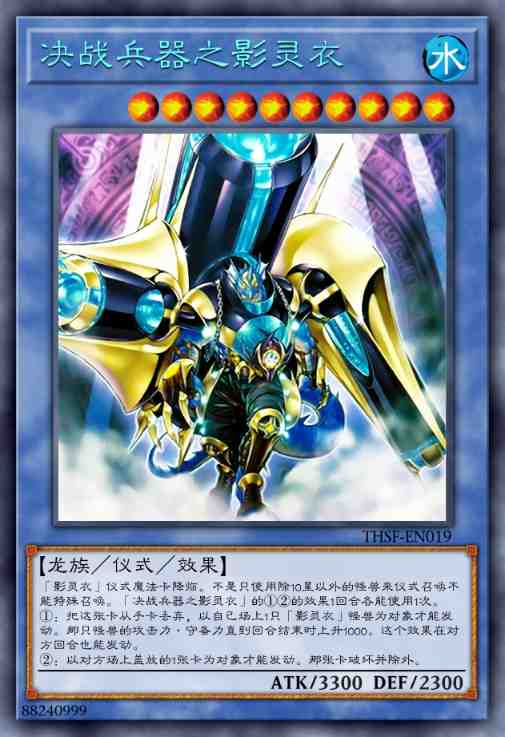 决战兵器之影灵衣
水
THSF-EN019
【龙族／仪式／效果】
「影灵衣」仪式魔法卡降临。不是只使用除10星以外的怪兽来仪式召唤不
能特殊召唤。「决战兵器之影灵衣」的①②的效果1回合各能使用1次。
①：把这张卡从手卡丢弃，以自己场上1只「影灵衣」怪兽为对象才能发
动。那只怪兽的攻击力·守备力直到回合结束时上升1000。这个效果在对
方回合也能发动。
②：以对方场上盖放的1张卡为对象才能发动。那张卡破坏并除外。
ATK/3300 DEF/2300
88240999